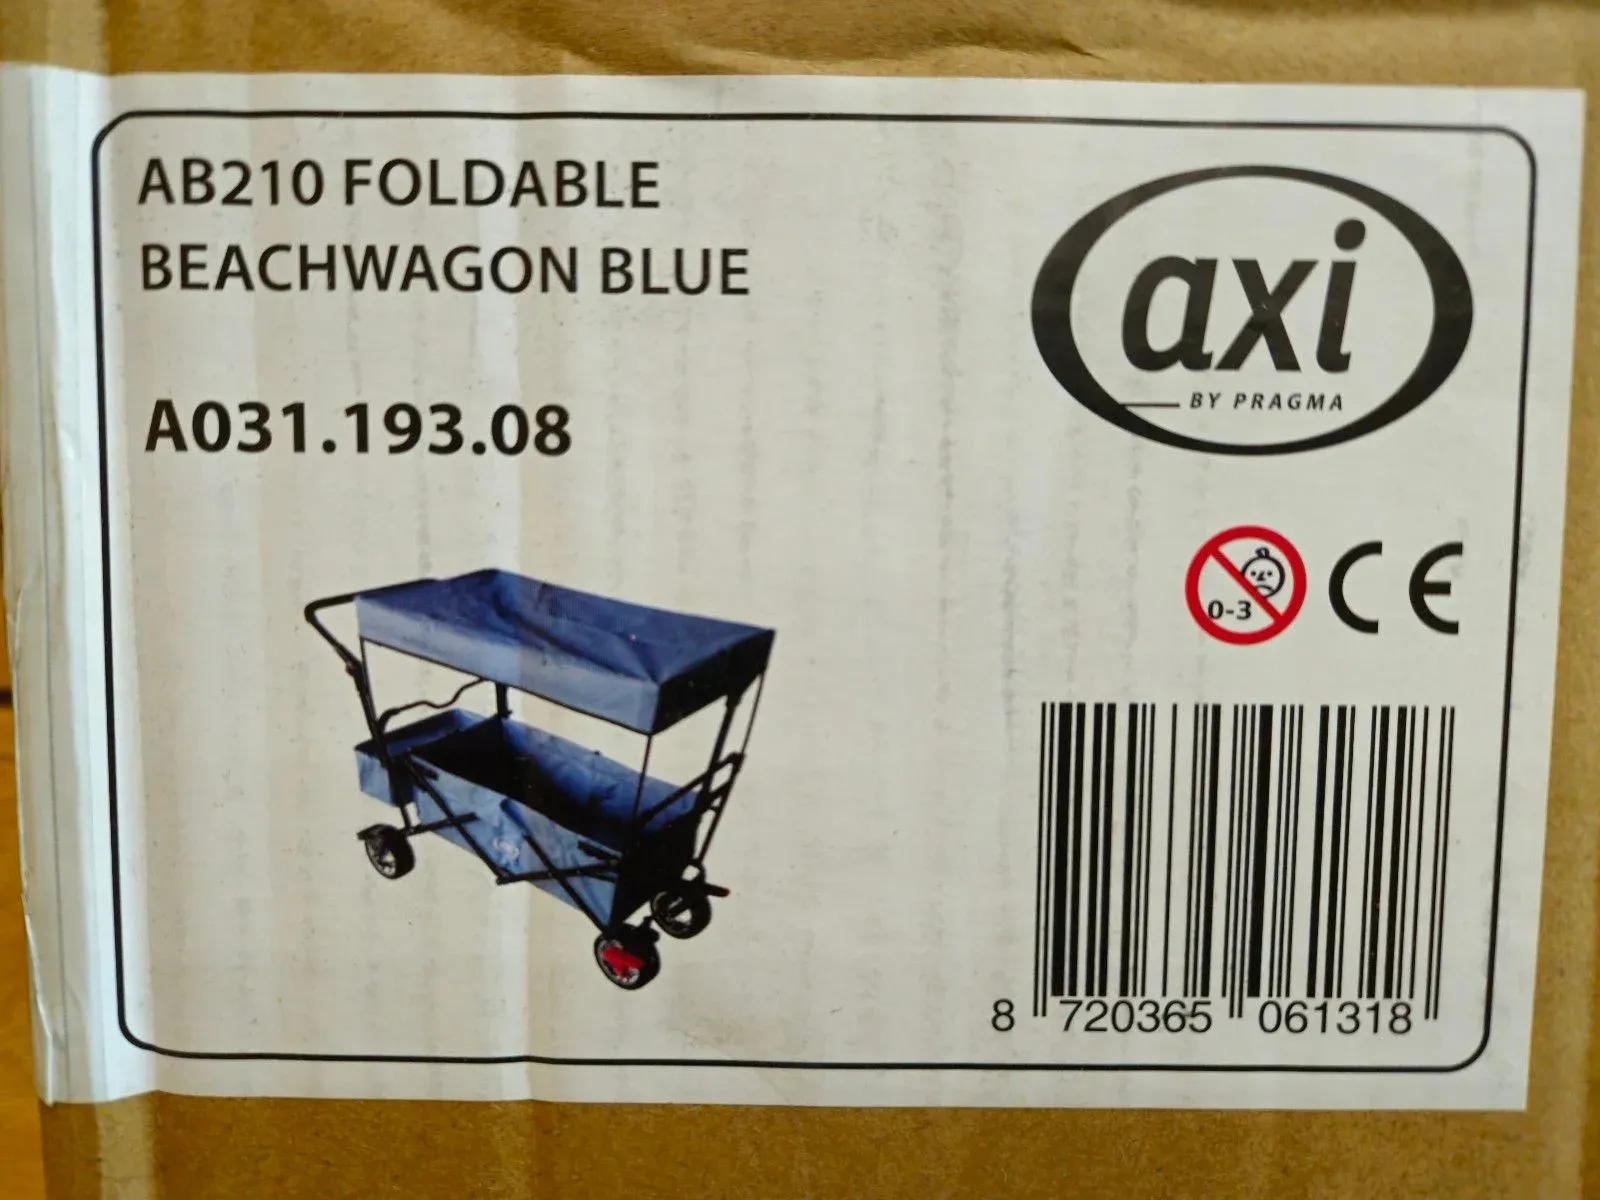 AB210 FOLDABLE
BEACHWAGON BLUE
A031.193.08
axi
BY PRAGMA
0-3
CE
8 720365 061318